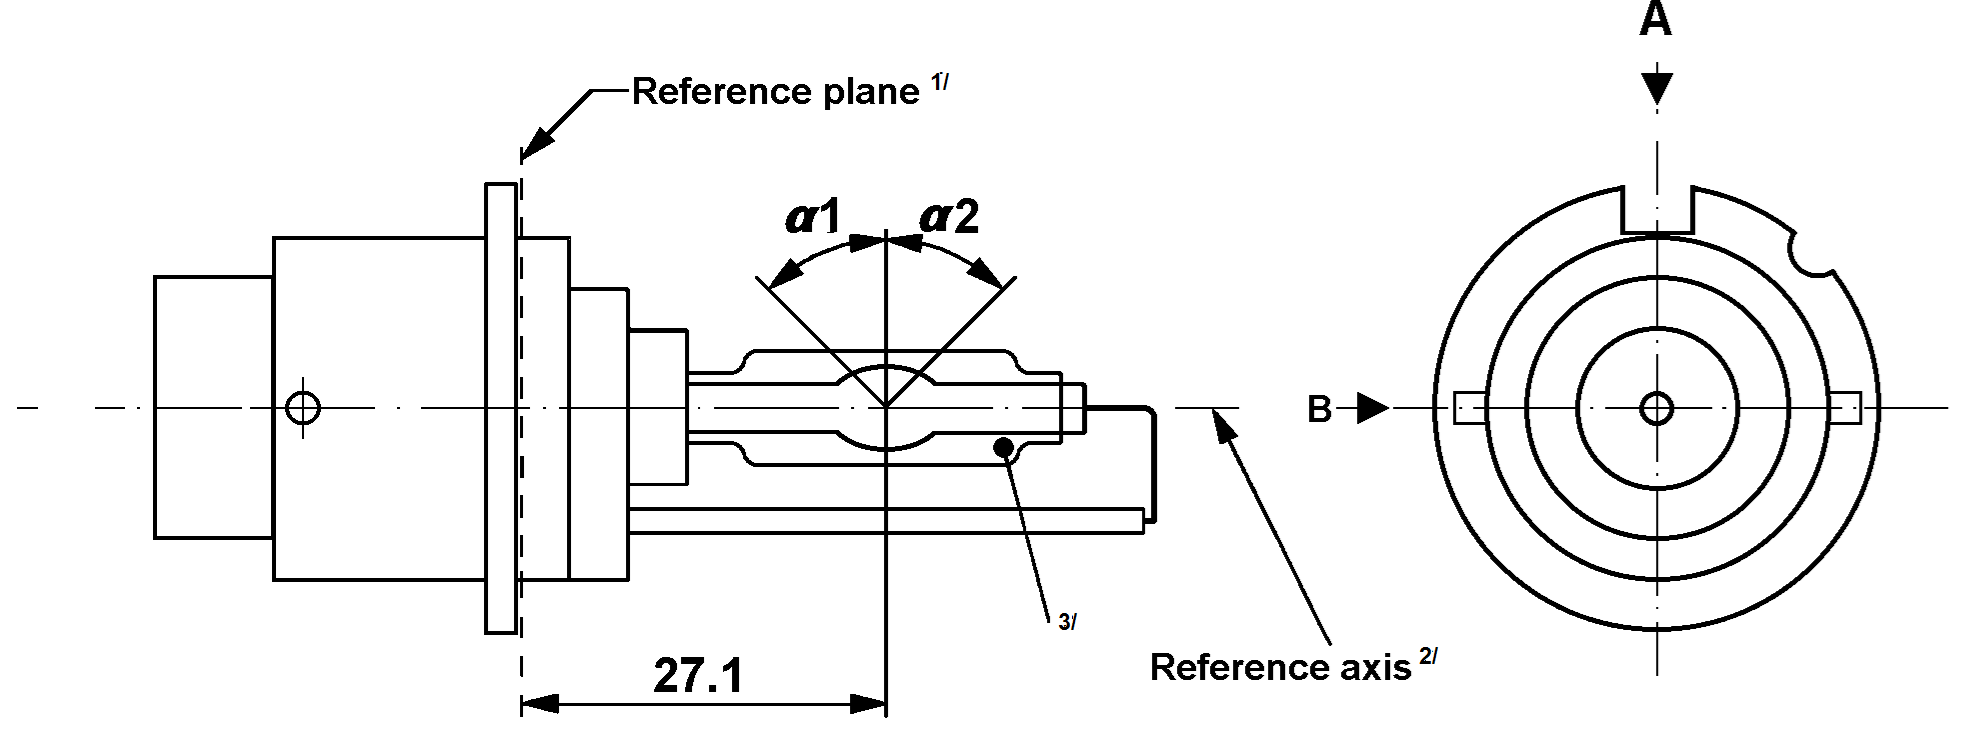 A
Reference plane 1/
α1 α2
B
3/
Reference axis 2/
27.1